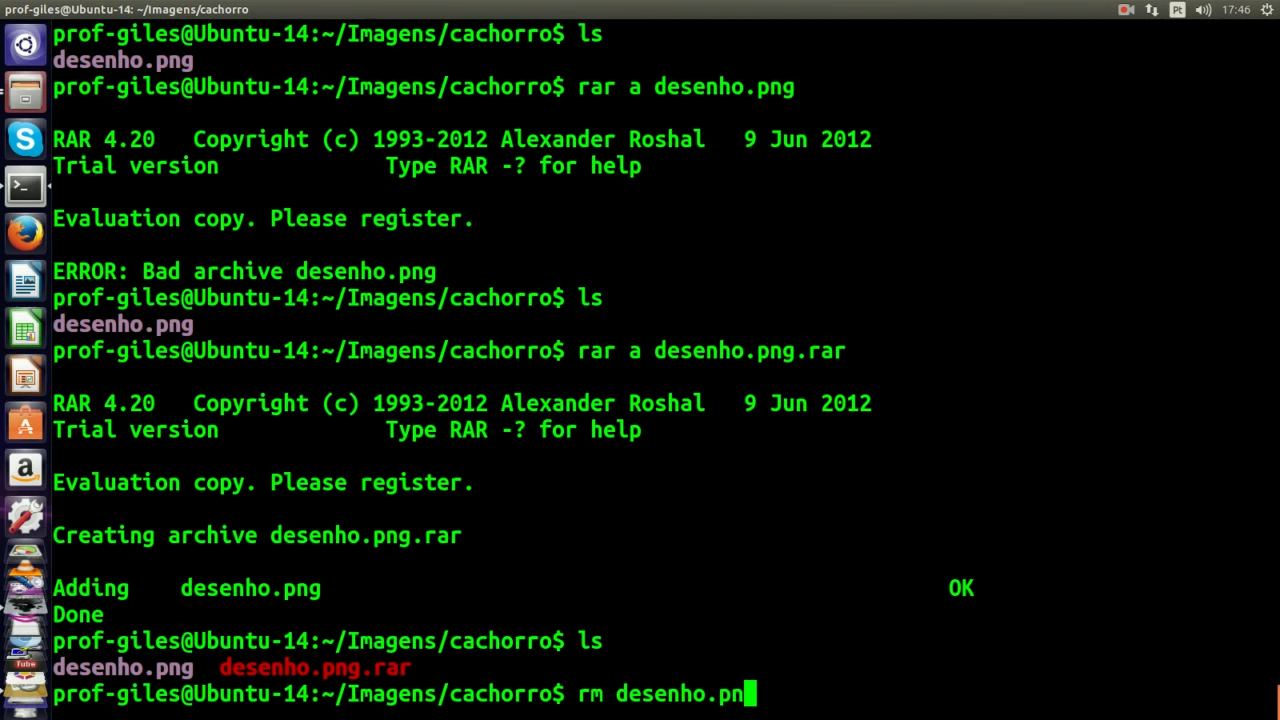 prof-giles@Ubuntu-14: ~/Imagens/cachorro
Pt
17:46
prof-giles@Ubuntu-14:~/Imagens/cachorro$ ls
desenho.png
prof-giles@Ubuntu-14:~/Imagens/cachorro$ rar a desenho.png
RAR 4.20   Copyright (c) 1993-2012 Alexander Roshal   9 Jun 2012
Trial version             Type RAR -? for help
Evaluation copy. Please register.
ERROR: Bad archive desenho.png
prof-giles@Ubuntu-14:~/Imagens/cachorro$ ls
desenho.png
prof-giles@Ubuntu-14:~/Imagens/cachorro$ rar a desenho.png.rar
RAR 4.20   Copyright (c) 1993-2012 Alexander Roshal   9 Jun 2012
Trial version             Type RAR -? for help
Evaluation copy. Please register.
Creating archive desenho.png.rar
Adding    desenho.png                                                 OK
Done
prof-giles@Ubuntu-14:~/Imagens/cachorro$ ls
desenho.png  desenho.png.rar
prof-giles@Ubuntu-14:~/Imagens/cachorro$ rm desenho.pn
Tube